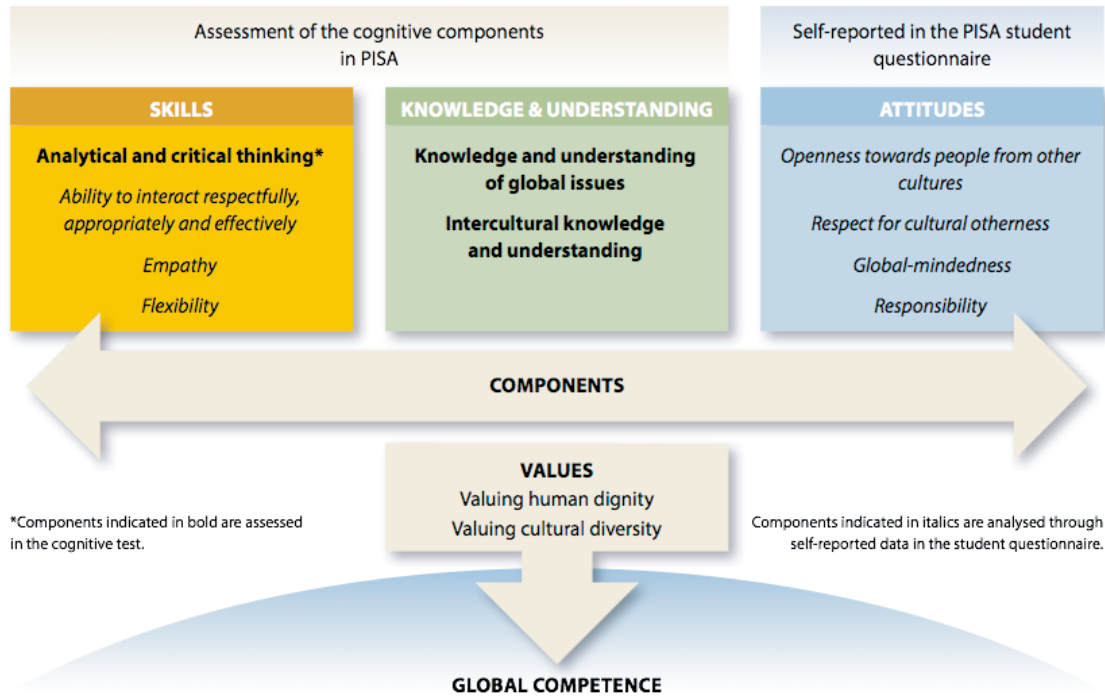 Assessment of the cognitive components
in PISA
Self-reported in the PISA student
questionnaire
SKILLS
Analytical and critical thinking*
Ability to interact respectfully,
appropriately and effectively
Empathy
Flexibility
KNOWLEDGE & UNDERSTANDING
Knowledge and understanding
of global issues
Intercultural knowledge
and understanding
ATTITUDES
Openness towards people from other
cultures
Respect for cultural otherness
Global-mindedness
Responsibility
COMPONENTS
VALUES
Valuing human dignity
Valuing cultural diversity
*Components indicated in bold are assessed
in the cognitive test.
Components indicated in italics are analysed through
self-reported data in the student questionnaire.
GLOBAL COMPETENCE